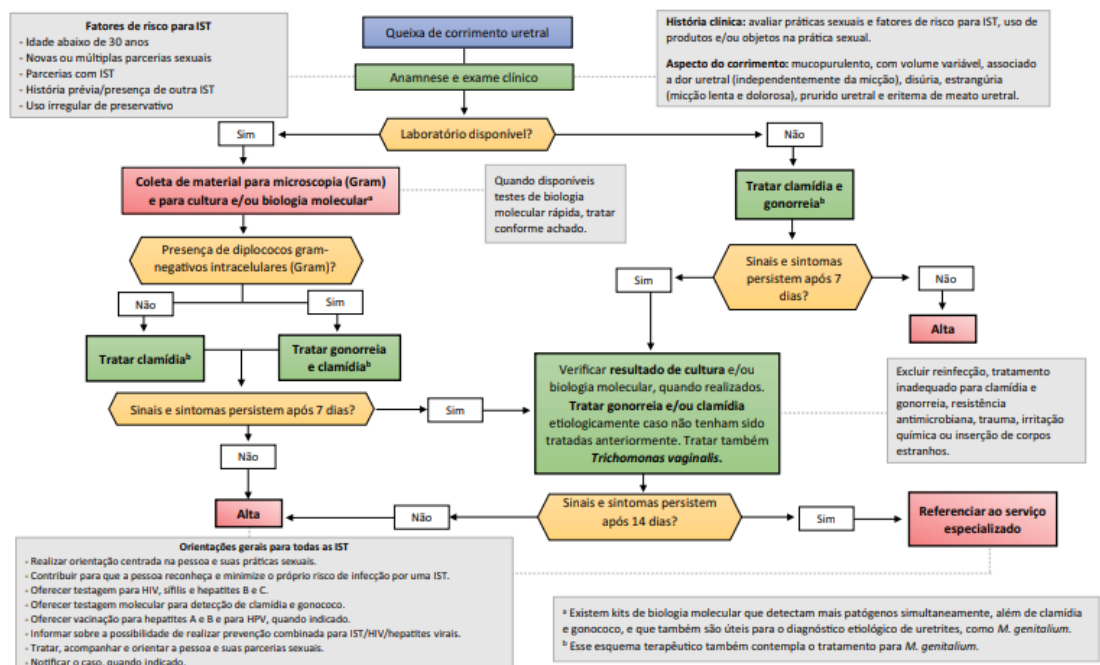 Fatores de risco para IST
- Idade abaixo de 30 anos
- Novas ou múltiplas parcerias sexuais
- Parcerias com IST
- História prévia/presença de outra IST
- Uso irregular de preservativo
Queixa de corrimento uretral
Anamnese e exame clínico
História clínica: avaliar práticas sexuais e fatores de risco para IST, uso de
produtos e/ou objetos na prática sexual.
Aspecto do corrimento: mucopurulento, com volume variável, associado
a dor uretral (independentemente da micção), disúria, estrangúria
(micção lenta e dolorosa), prurido uretral e eritema de meato uretral.
Laboratório disponível?
Sim
Não
Coleta de material para microscopia (Gram)
e para cultura e/ou biologia molecularᵃ
Quando disponíveis
testes de biologia
molecular rápida, tratar
conforme achado.
Tratar clamídia e
gonorreiaᵇ
Presença de diplococos gram-
negativos intracelulares (Gram)?
Sinais e sintomas
persistem após 7
dias?
Sim
Não
Não
Sim
Alta
Tratar clamídiaᵇ
Tratar gonorreia
e clamídiaᵇ
Verificar resultado de cultura e/ou
biologia molecular, quando realizados.
Tratar gonorreia e/ou clamídia
etiologicamente caso não tenham sido
tratadas anteriormente. Tratar também
Trichomonas vaginalis.
Excluir reinfecção, tratamento
inadequado para clamídia e
gonorreia, resistência
antimicrobiana, trauma, irritação
química ou inserção de corpos
estranhos.
Sinais e sintomas persistem após 7 dias?
Sim
Não
Alta
Não
Sinais e sintomas persistem
após 14 dias?
Sim
Referenciar ao serviço
especializado
Orientações gerais para todas as IST
- Realizar orientação centrada na pessoa e suas práticas sexuais.
- Contribuir para que a pessoa reconheça e minimize o próprio risco de infecção por uma IST.
- Oferecer testagem para HIV, sífilis e hepatites B e C.
- Oferecer testagem molecular para detecção de clamídia e gonococo.
- Oferecer vacinação para hepatites A e B e para HPV, quando indicado.
- Informar sobre a possibilidade de realizar prevenção combinada para IST/HIV/hepatites virais.
- Tratar, acompanhar e orientar a pessoa e suas parcerias sexuais.
- Notificar o caso, quando indicado.
ᵃ Existem kits de biologia molecular que detectam mais patógenos simultaneamente, além de clamídia
e gonococo, e que também são úteis para o diagnóstico etiológico de uretrites, como M. genitalium.
ᵇ Esse esquema terapêutico também contempla o tratamento para M. genitalium.